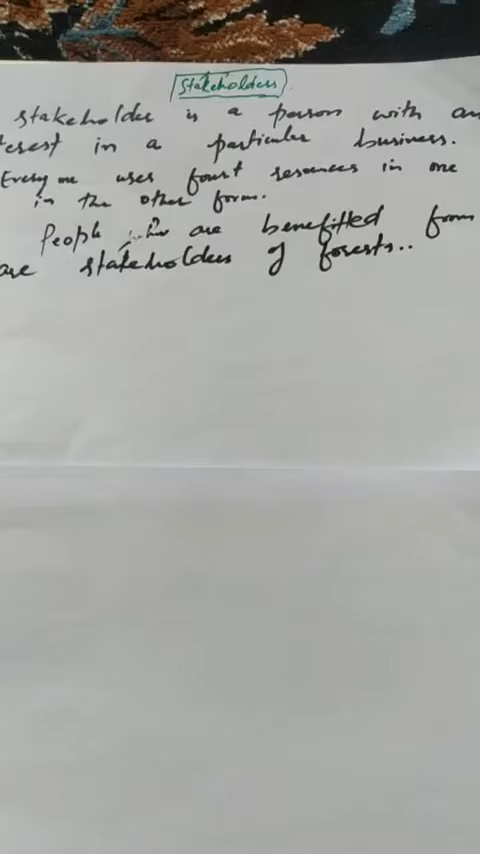 Stakeholders
stakeholder is a person with an
terest in a particular business.
Every one uses forest resources in one
in the other form.
People who are benefitted form
are stakeholders of forests..